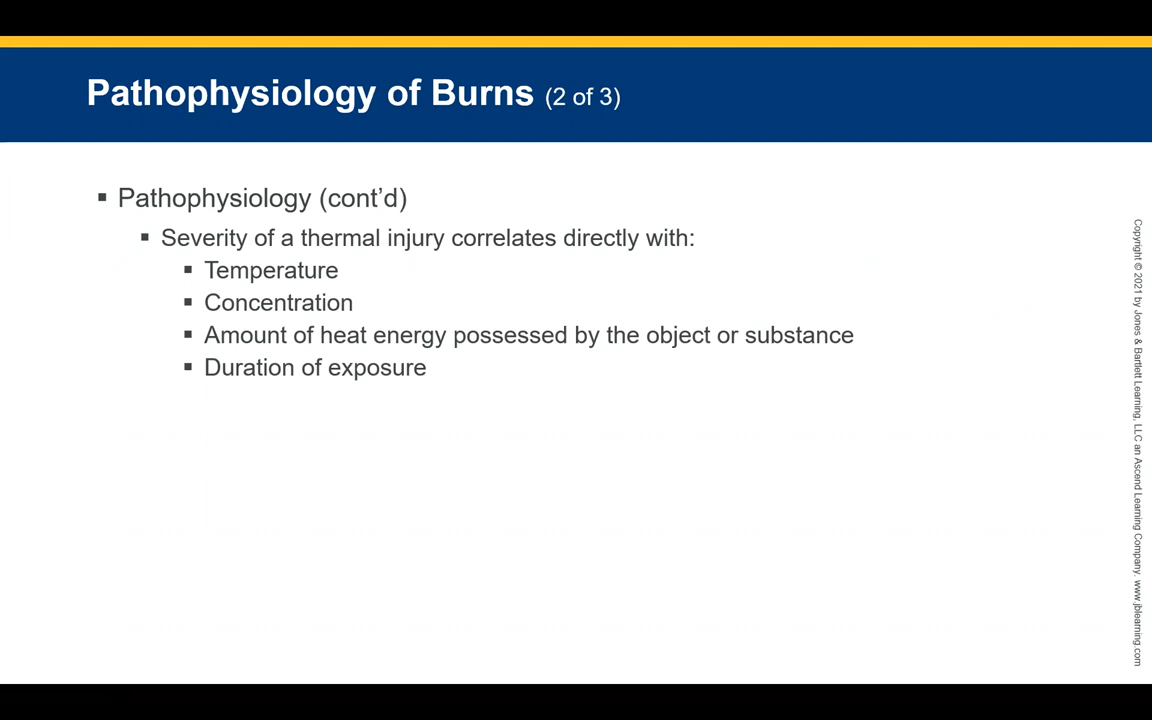 Pathophysiology of Burns (2 of 3)
▪ Pathophysiology (cont’d)
▪ Severity of a thermal injury correlates directly with:
▪ Temperature
▪ Concentration
▪ Amount of heat energy possessed by the object or substance
▪ Duration of exposure
Copyright © 2021 by Jones & Bartlett Learning, LLC an Ascend Learning Company. www.jblearning.com